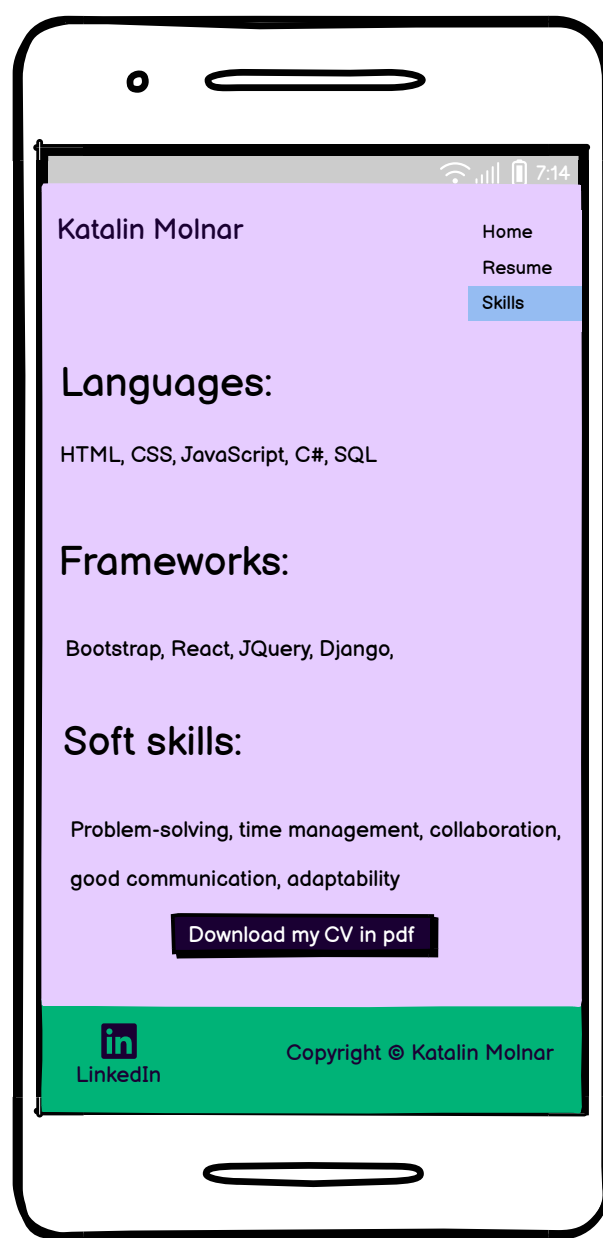 7:14
Katalin Molnar
Home
Resume
Skills
Languages:
HTML, CSS, JavaScript, C#, SQL
Frameworks:
Bootstrap, React, JQuery, Django,
Soft skills:
Problem-solving, time management, collaboration,
good communication, adaptability
Download my CV in pdf
in
LinkedIn
Copyright © Katalin Molnar